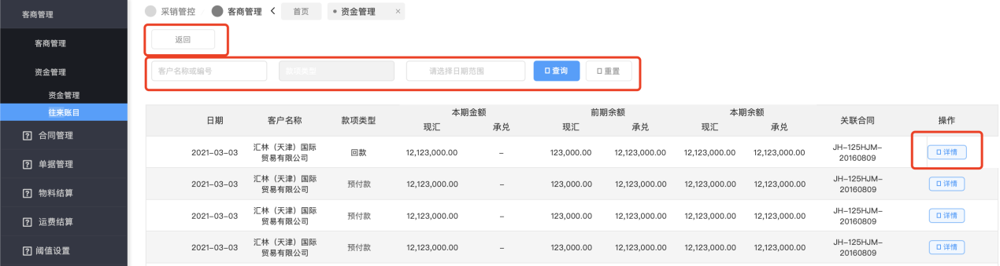 客商管理
客商管理
资金管理
资金管理
往来账目
合同管理
单据管理
物料结算
运费结算
阈值设置
采销管控 客商管理 首页 资金管理 ×
返回
客户名称或编号 款项类型 请选择日期范围 查询 重置
日期 客户名称 款项类型 本期金额 前期余额 本期余额 关联合同 操作
现汇 承兑 现汇 承兑 现汇 承兑
2021-03-03 汇林（天津）国际贸易有限公司 回款 12,123,000.00 – 123,000.00 12,123,000.00 12,123,000.00 12,123,000.00 JH-125HJM-20160809 详情
2021-03-03 汇林（天津）国际贸易有限公司 预付款 12,123,000.00 – 123,000.00 12,123,000.00 12,123,000.00 12,123,000.00 JH-125HJM-20160809 详情
2021-03-03 汇林（天津）国际贸易有限公司 预付款 12,123,000.00 – 123,000.00 12,123,000.00 12,123,000.00 12,123,000.00 JH-125HJM-20160809 详情
2021-03-03 汇林（天津）国际贸易有限公司 预付款 12,123,000.00 – 123,000.00 12,123,000.00 12,123,000.00 12,123,000.00 JH-125HJM-20160809 详情